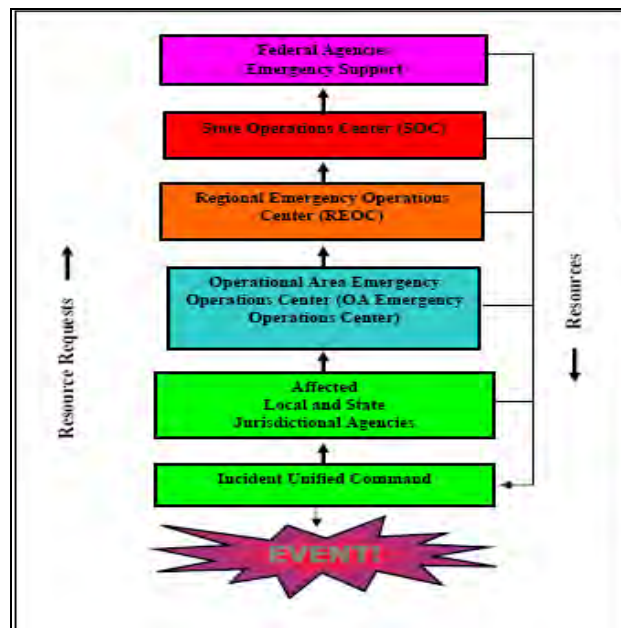 Federal Agencies
Emergency Support
State Operations Center (SOC)
Regional Emergency Operations
Center (REOC)
Operational Area Emergency
Operations Center (OA Emergency
Operations Center)
Affected
Local and State
Jurisdictional Agencies
Incident Unified Command
EVENT!
Resource Requests
Resources